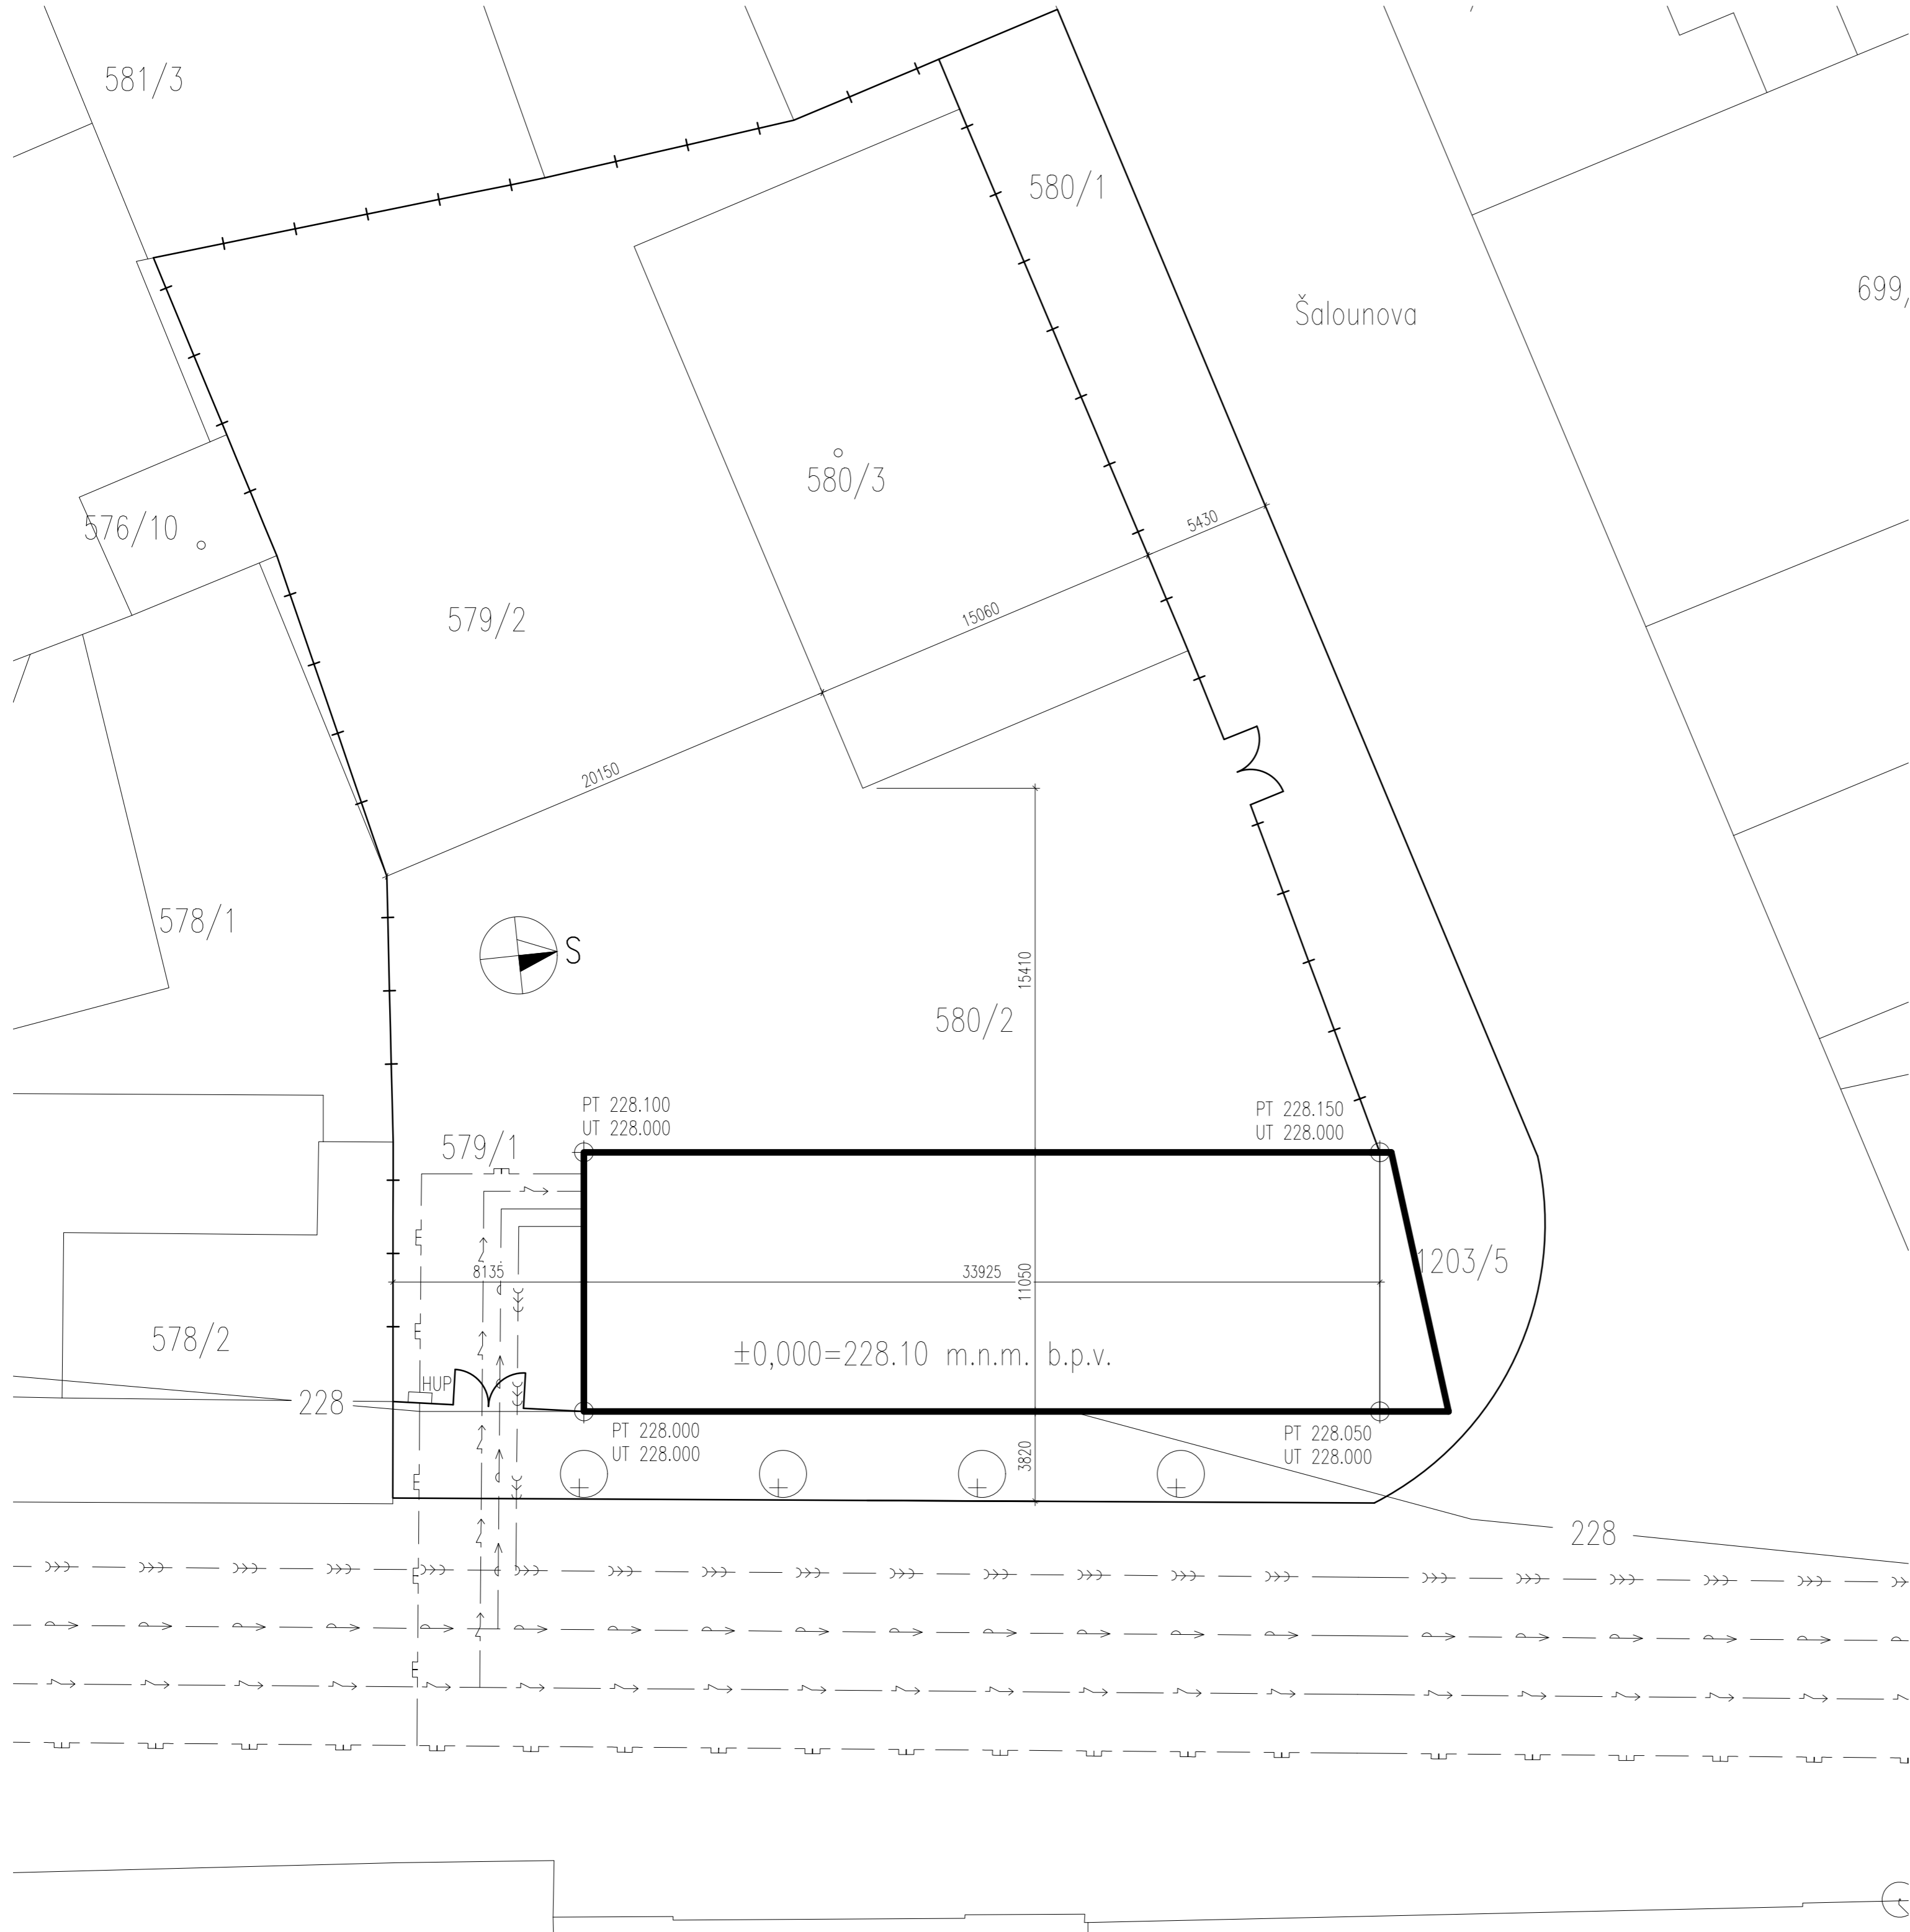 581/3
580/1
699/
Šalounova
580/3
576/10
5430
579/2
15060
20150
578/1
S
15410
580/2
PT 228.100
UT 228.000
PT 228.150
UT 228.000
579/1
1203/5
8135
33925
11050
578/2
±0,000=228.10 m.n.m. b.p.v.
HUP
228
PT 228.000
UT 228.000
PT 228.050
UT 228.000
3820
228